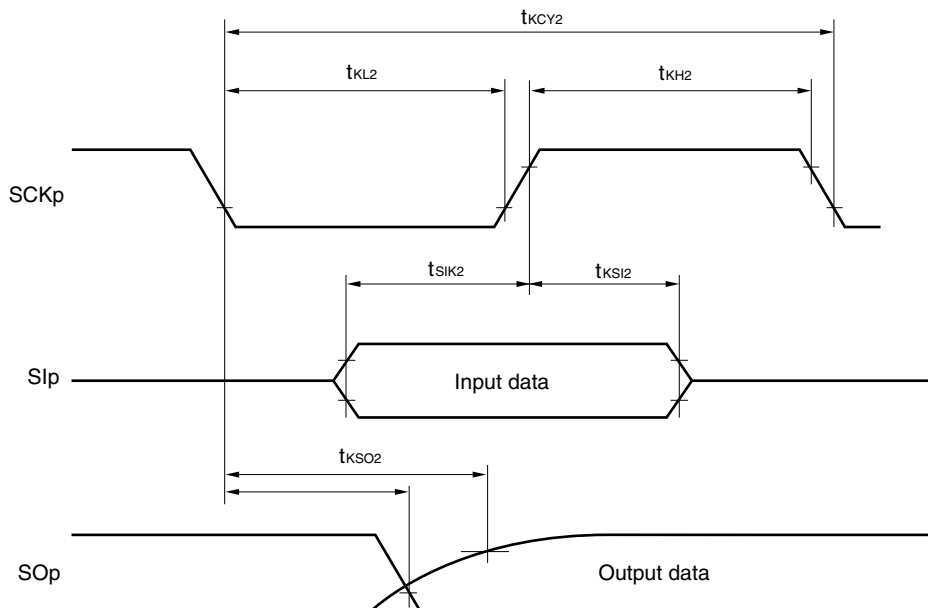 tKCY2
tKL2
tKH2
SCKp
tSIK2
tKSI2
SIp
Input data
tKSO2
SOp
Output data